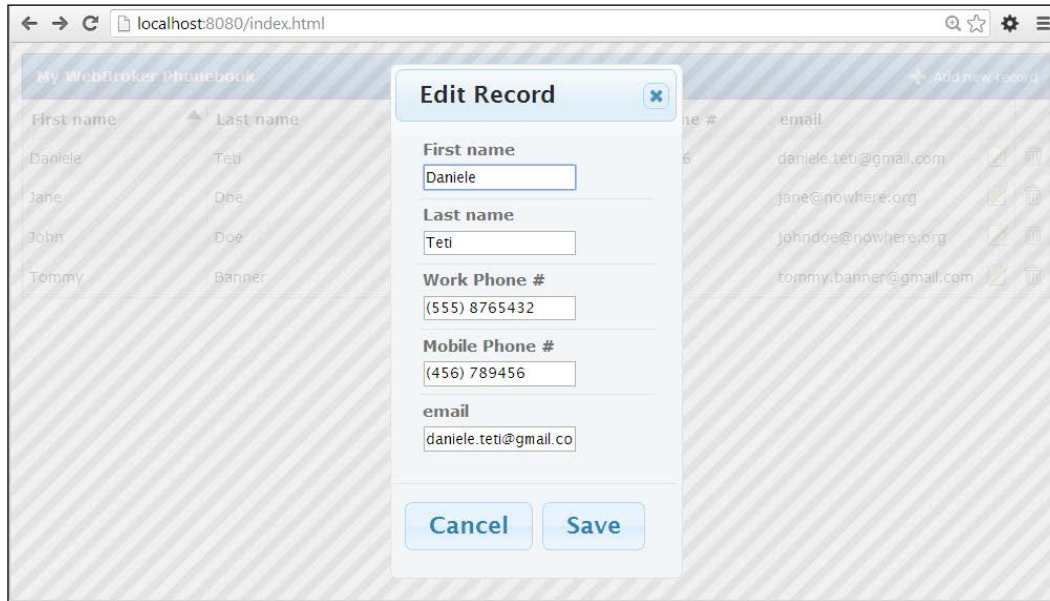 localhost:8080/index.html
My WebBroker Phonebook
Add new record
First name Last name ne # email
Daniele Teti 6 daniele.teti@gmail.com
Jane Doe jane@nowhere.org
John Doe johndoe@nowhere.org
Tommy Banner tommy.banner@gmail.com
Edit Record
First name
Daniele
Last name
Teti
Work Phone #
(555) 8765432
Mobile Phone #
(456) 789456
email
daniele.teti@gmail.co
Cancel Save